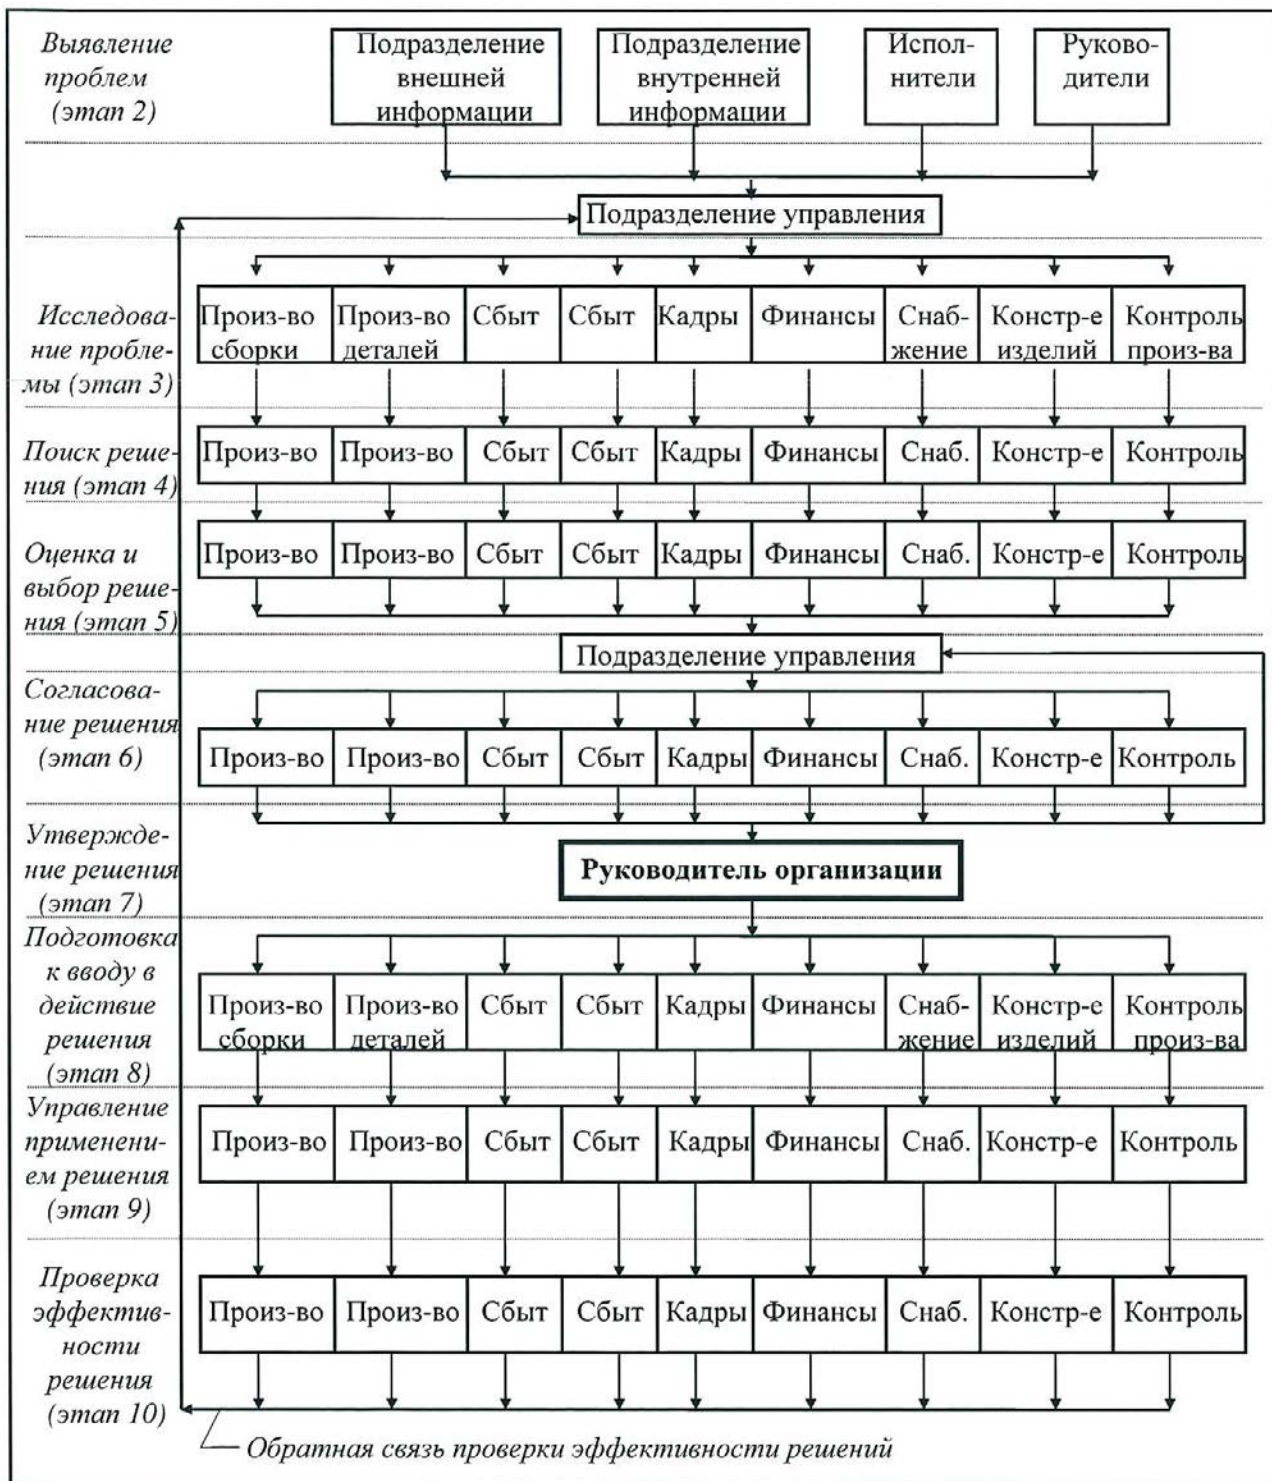 Выявление
проблем
(этап 2)
Подразделение
внешней
информации
Подразделение
внутренней
информации
Испол-
нители
Руково-
дители
Подразделение управления
Исследова-
ние пробле-
мы (этап 3)
Произ-во
сборки
Произ-во
деталей
Сбыт
Сбыт
Кадры
Финансы
Снаб-
жение
Констр-е
изделий
Контроль
произ-ва
Поиск реше-
ния (этап 4)
Произ-во
Произ-во
Сбыт
Сбыт
Кадры
Финансы
Снаб.
Констр-е
Контроль
Оценка и
выбор реше-
ния (этап 5)
Произ-во
Произ-во
Сбыт
Сбыт
Кадры
Финансы
Снаб.
Констр-е
Контроль
Подразделение управления
Согласова-
ние решения
(этап 6)
Произ-во
Произ-во
Сбыт
Сбыт
Кадры
Финансы
Снаб.
Констр-е
Контроль
Утвержде-
ние решения
(этап 7)
Руководитель организации
Подготовка
к вводу в
действие
решения
(этап 8)
Произ-во
сборки
Произ-во
деталей
Сбыт
Сбыт
Кадры
Финансы
Снаб-
жение
Констр-е
изделий
Контроль
произ-ва
Управление
применени-
ем решения
(этап 9)
Произ-во
Произ-во
Сбыт
Сбыт
Кадры
Финансы
Снаб.
Констр-е
Контроль
Проверка
эффектив-
ности
решения
(этап 10)
Произ-во
Произ-во
Сбыт
Сбыт
Кадры
Финансы
Снаб.
Констр-е
Контроль
Обратная связь проверки эффективности решений